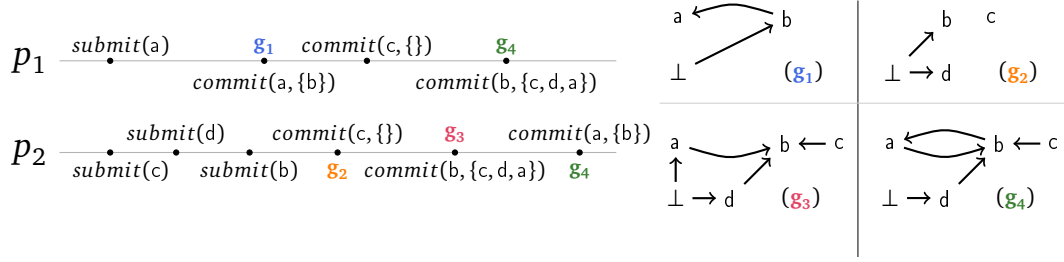 submit(a) g1 commit(c, {}) g4
p1
commit(a, {b}) commit(b, {c, d, a})
submit(d) commit(c, {}) g3 commit(a, {b})
p2
submit(c) submit(b) g2 commit(b, {c, d, a}) g4
a b
⊥ (g1)
b c
⊥ d (g2)
a b c
⊥ d (g3)
a b c
⊥ d (g4)